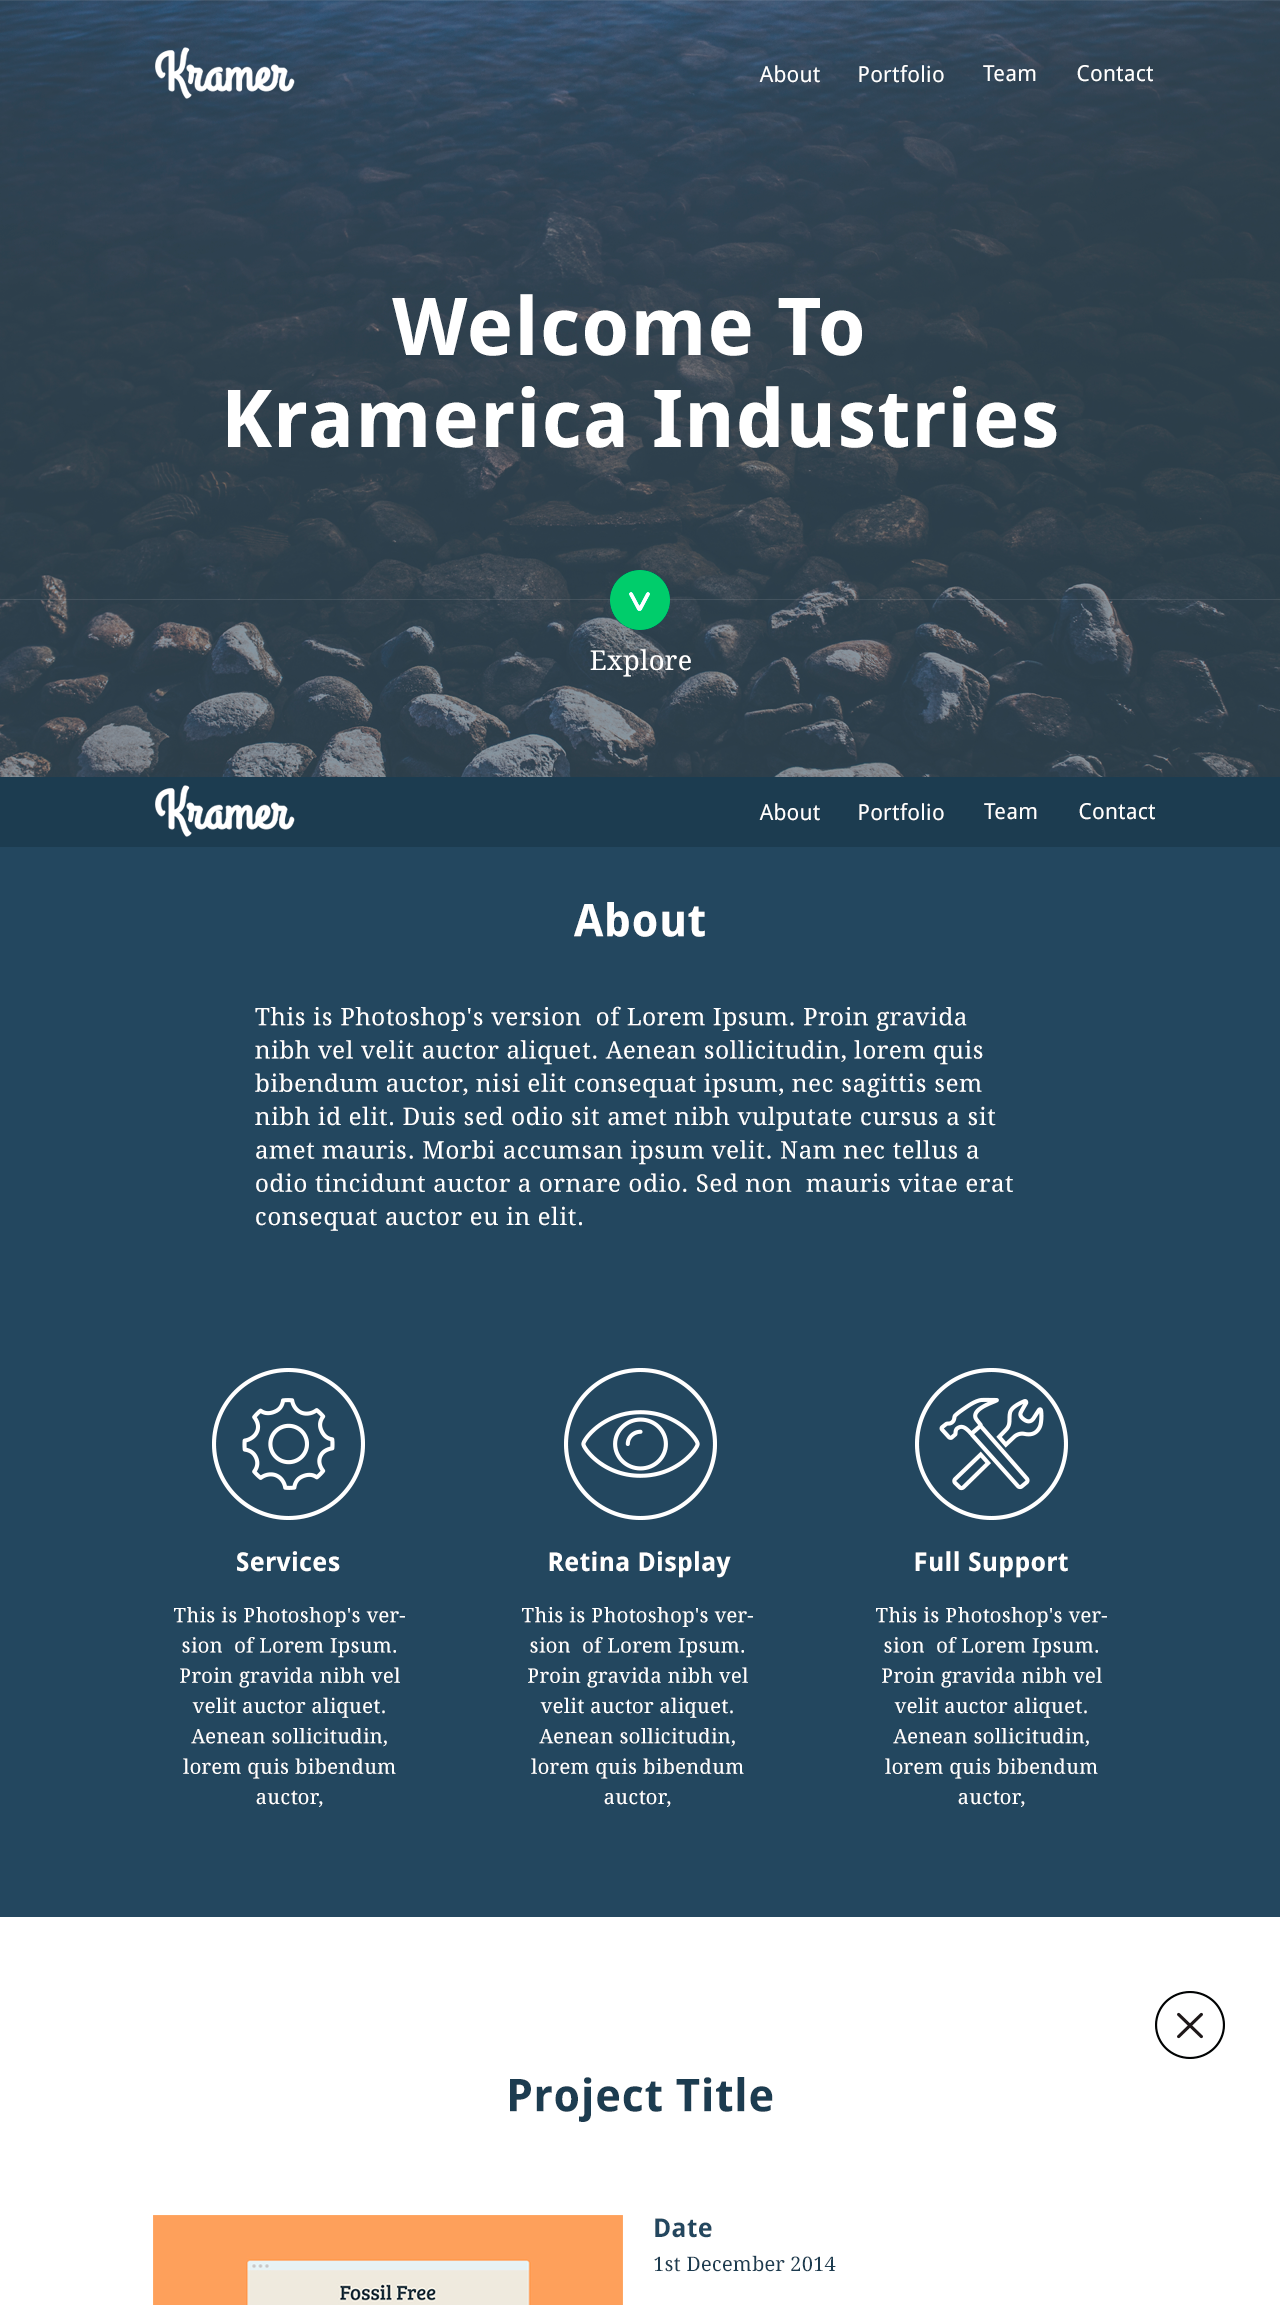 Kramer
About Portfolio Team Contact
Welcome To
Kramerica Industries
Explore
Kramer
About Portfolio Team Contact
About
This is Photoshop's version  of Lorem Ipsum. Proin gravida
nibh vel velit auctor aliquet. Aenean sollicitudin, lorem quis
bibendum auctor, nisi elit consequat ipsum, nec sagittis sem
nibh id elit. Duis sed odio sit amet nibh vulputate cursus a sit
amet mauris. Morbi accumsan ipsum velit. Nam nec tellus a
odio tincidunt auctor a ornare odio. Sed non  mauris vitae erat
consequat auctor eu in elit.
Services
This is Photoshop's ver-
sion  of Lorem Ipsum.
Proin gravida nibh vel
velit auctor aliquet.
Aenean sollicitudin,
lorem quis bibendum
auctor,
Retina Display
This is Photoshop's ver-
sion  of Lorem Ipsum.
Proin gravida nibh vel
velit auctor aliquet.
Aenean sollicitudin,
lorem quis bibendum
auctor,
Full Support
This is Photoshop's ver-
sion  of Lorem Ipsum.
Proin gravida nibh vel
velit auctor aliquet.
Aenean sollicitudin,
lorem quis bibendum
auctor,
Project Title
Date
1st December 2014
Fossil Free